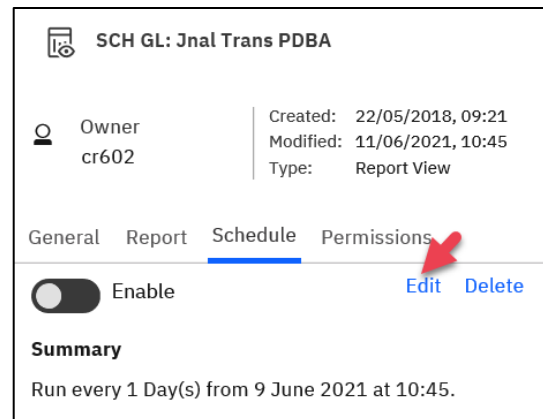 SCH GL: Jnal Trans PDBA
Owner
cr602
Created: 22/05/2018, 09:21
Modified: 11/06/2021, 10:45
Type: Report View
General Report Schedule Permissions
Enable Edit Delete
Summary
Run every 1 Day(s) from 9 June 2021 at 10:45.